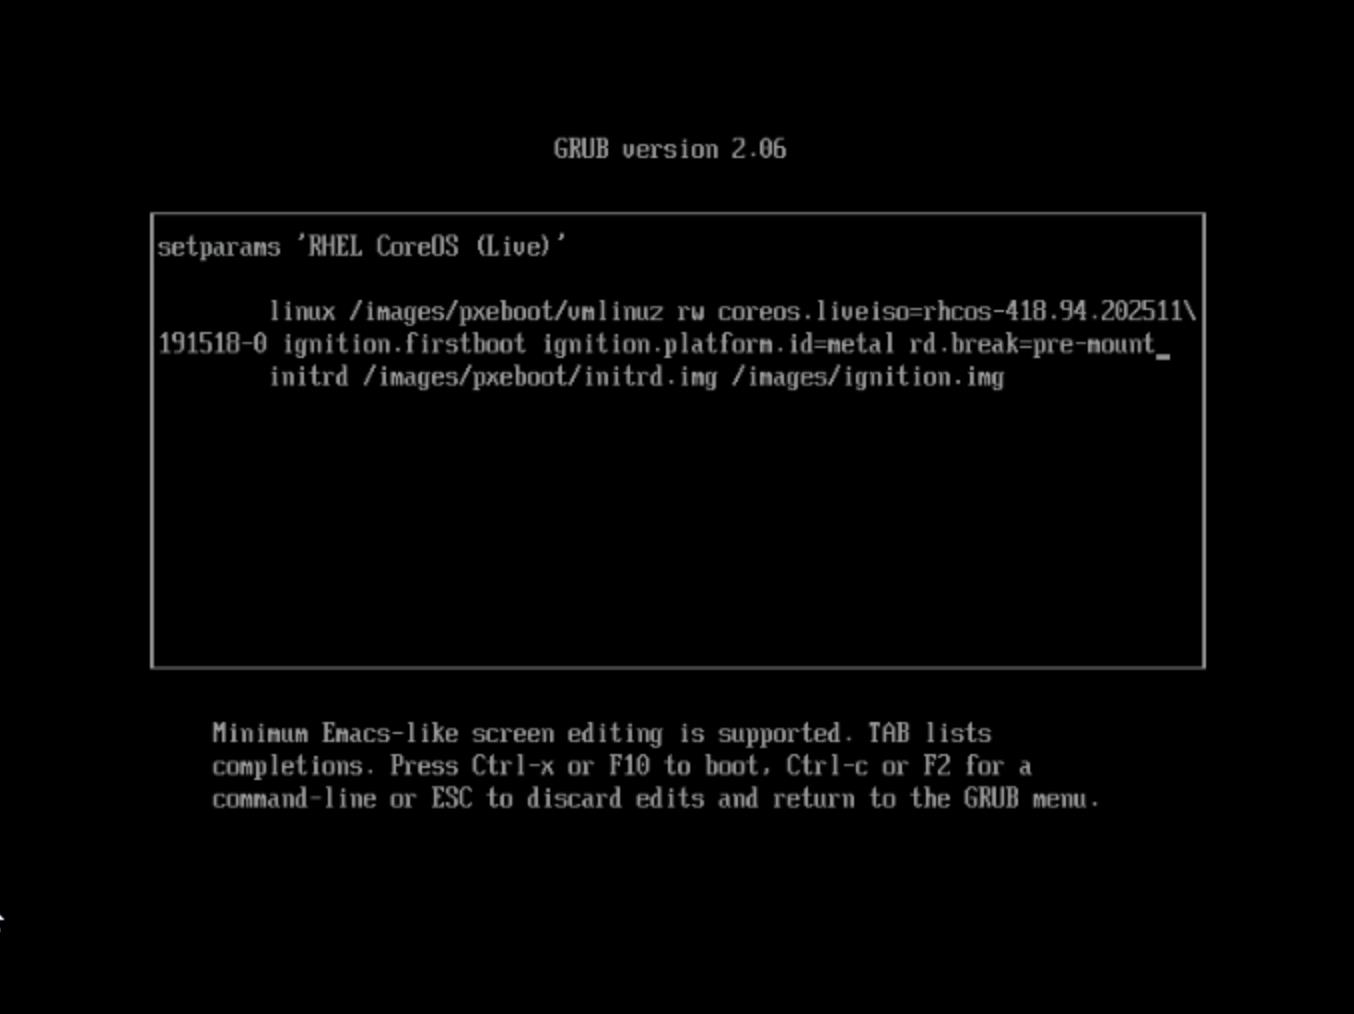 GRUB version 2.06
setparams 'RHEL CoreOS (Live)'
linux /images/pxeboot/vmlinuz rw coreos.liveiso=rhcos-418.94.202511\
191518-0 ignition.firstboot ignition.platform.id=metal rd.break=pre-mount_
initrd /images/pxeboot/initrd.img /images/ignition.img
Minimum Emacs-like screen editing is supported. TAB lists
completions. Press Ctrl-x or F10 to boot, Ctrl-c or F2 for a
command-line or ESC to discard edits and return to the GRUB menu.